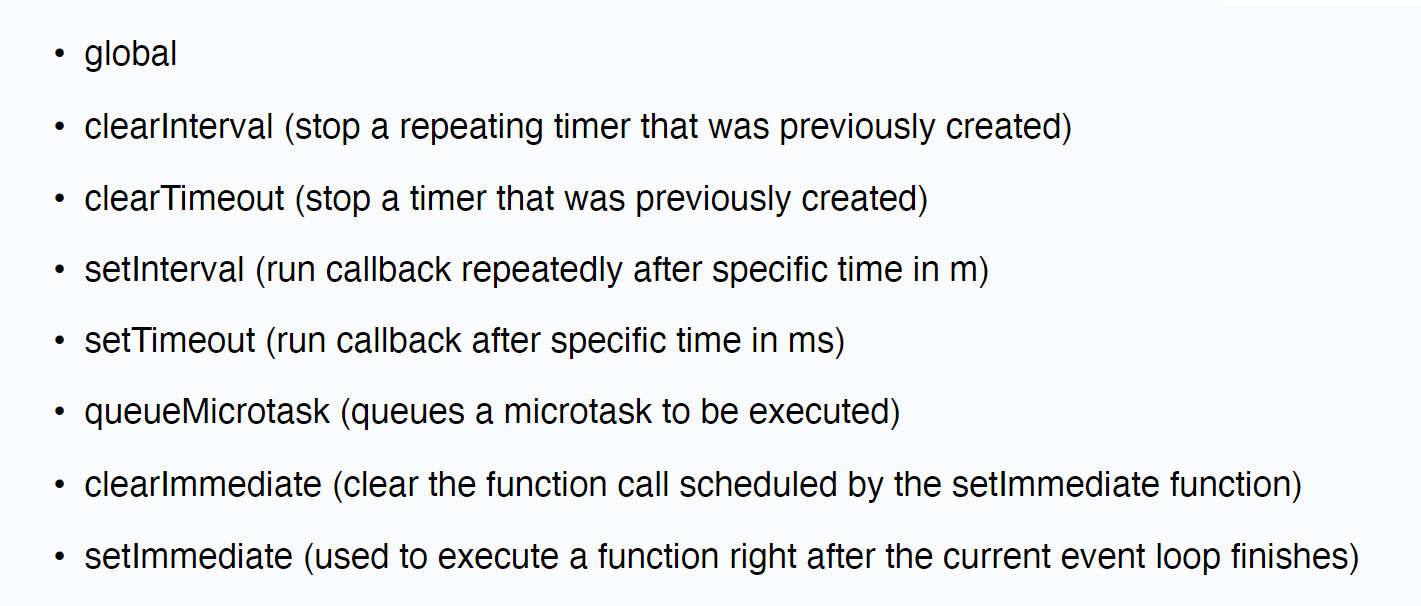 • global
• clearInterval (stop a repeating timer that was previously created)
• clearTimeout (stop a timer that was previously created)
• setInterval (run callback repeatedly after specific time in m)
• setTimeout (run callback after specific time in ms)
• queueMicrotask (queues a microtask to be executed)
• clearImmediate (clear the function call scheduled by the setImmediate function)
• setImmediate (used to execute a function right after the current event loop finishes)